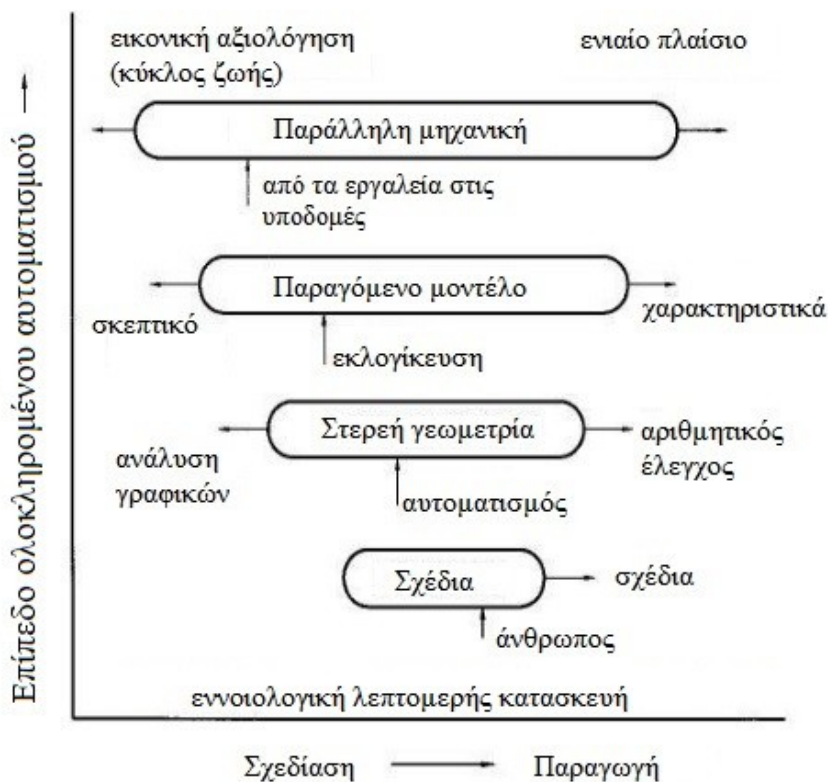 Επίπεδο ολοκληρομένου αυτοματισμού
εικονική αξιολόγηση
(κύκλος ζωής)
ενιαίο πλαίσιο
Παράλληλη μηχανική
από τα εργαλεία στις
υποδομές
Παραγόμενο μοντέλο
σκεπτικό
χαρακτηριστικά
εκλογίκευση
Στερεή γεωμετρία
ανάλυση
γραφικών
αριθμητικός
έλεγχος
αυτοματισμός
Σχέδια
σχέδια
άνθρωπος
εννοιολογική λεπτομερής κατασκευή
Σχεδίαση
Παραγωγή